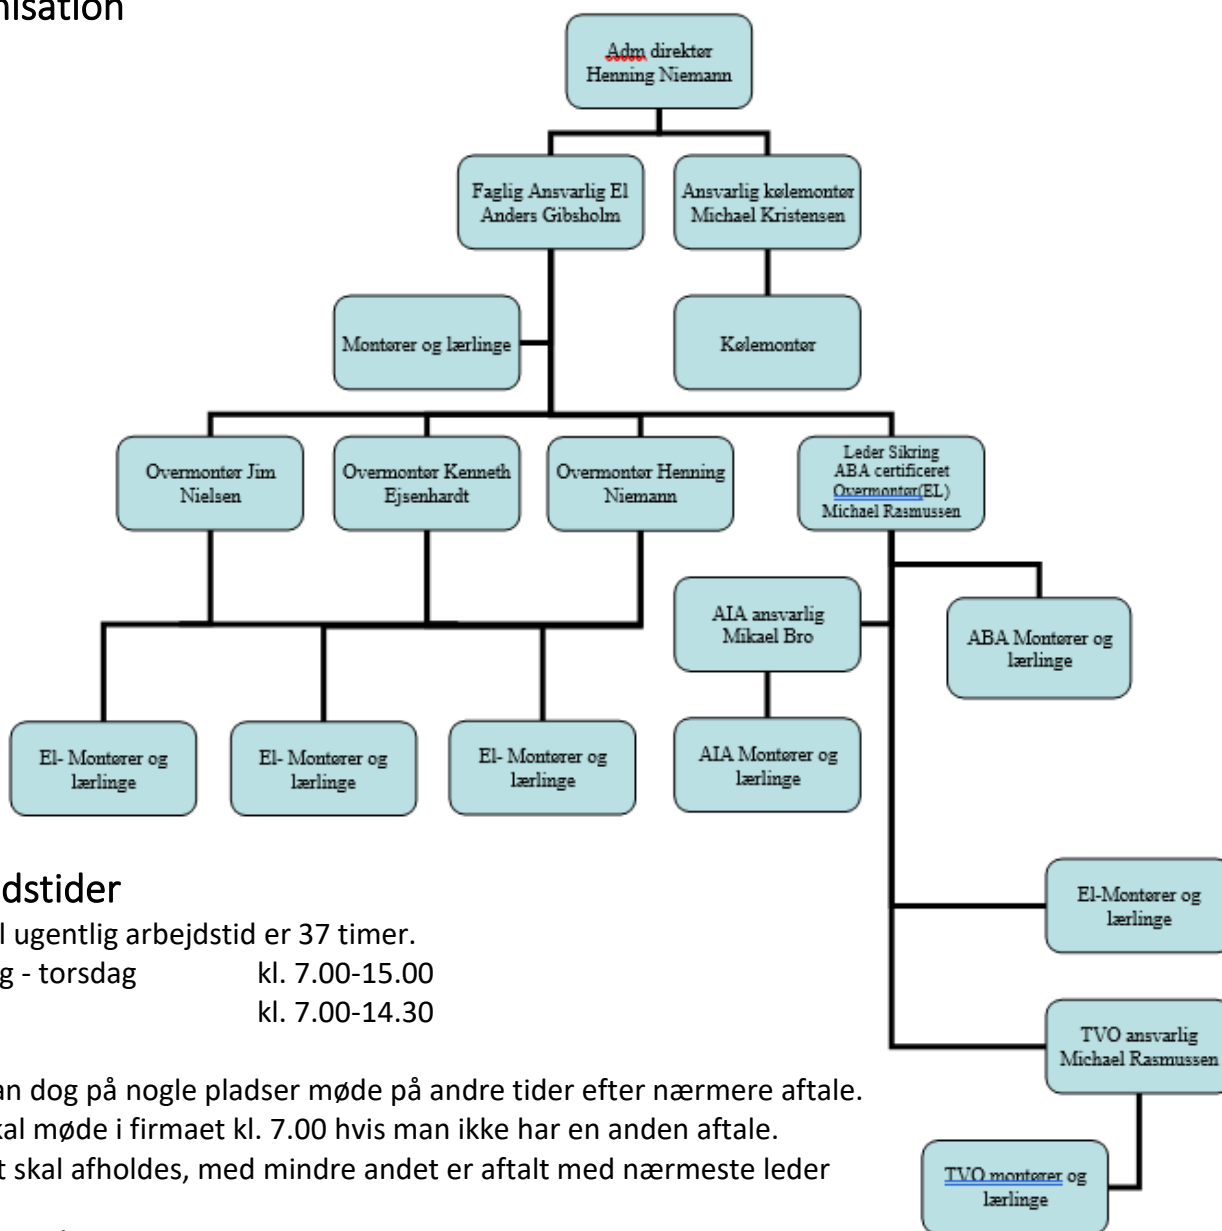 nisation
Adm direktør
Henning Niemann
Faglig Ansvarlig El
Anders Gibsholm
Ansvarlig kølemontør
Michael Kristensen
Montører og lærlinge
Kølemontør
Overmontør Jim
Nielsen
Overmontør Kenneth
Ejsenhardt
Overmontør Henning
Niemann
Leder Sikring
ABA certificeret
Overmontør(EL)
Michael Rasmussen
AIA ansvarlig
Mikael Bro
ABA Montører og
lærlinge
El- Montører og
lærlinge
El- Montører og
lærlinge
El- Montører og
lærlinge
AIA Montører og
lærlinge
El-Montører og
lærlinge
TVO ansvarlig
Michael Rasmussen
TVO montører og
lærlinge
dstider
l ugentlig arbejdstid er 37 timer.
g - torsdag kl. 7.00-15.00
kl. 7.00-14.30
an dog på nogle pladser møde på andre tider efter nærmere aftale.
kal møde i firmaet kl. 7.00 hvis man ikke har en anden aftale.
t skal afholdes, med mindre andet er aftalt med nærmeste leder